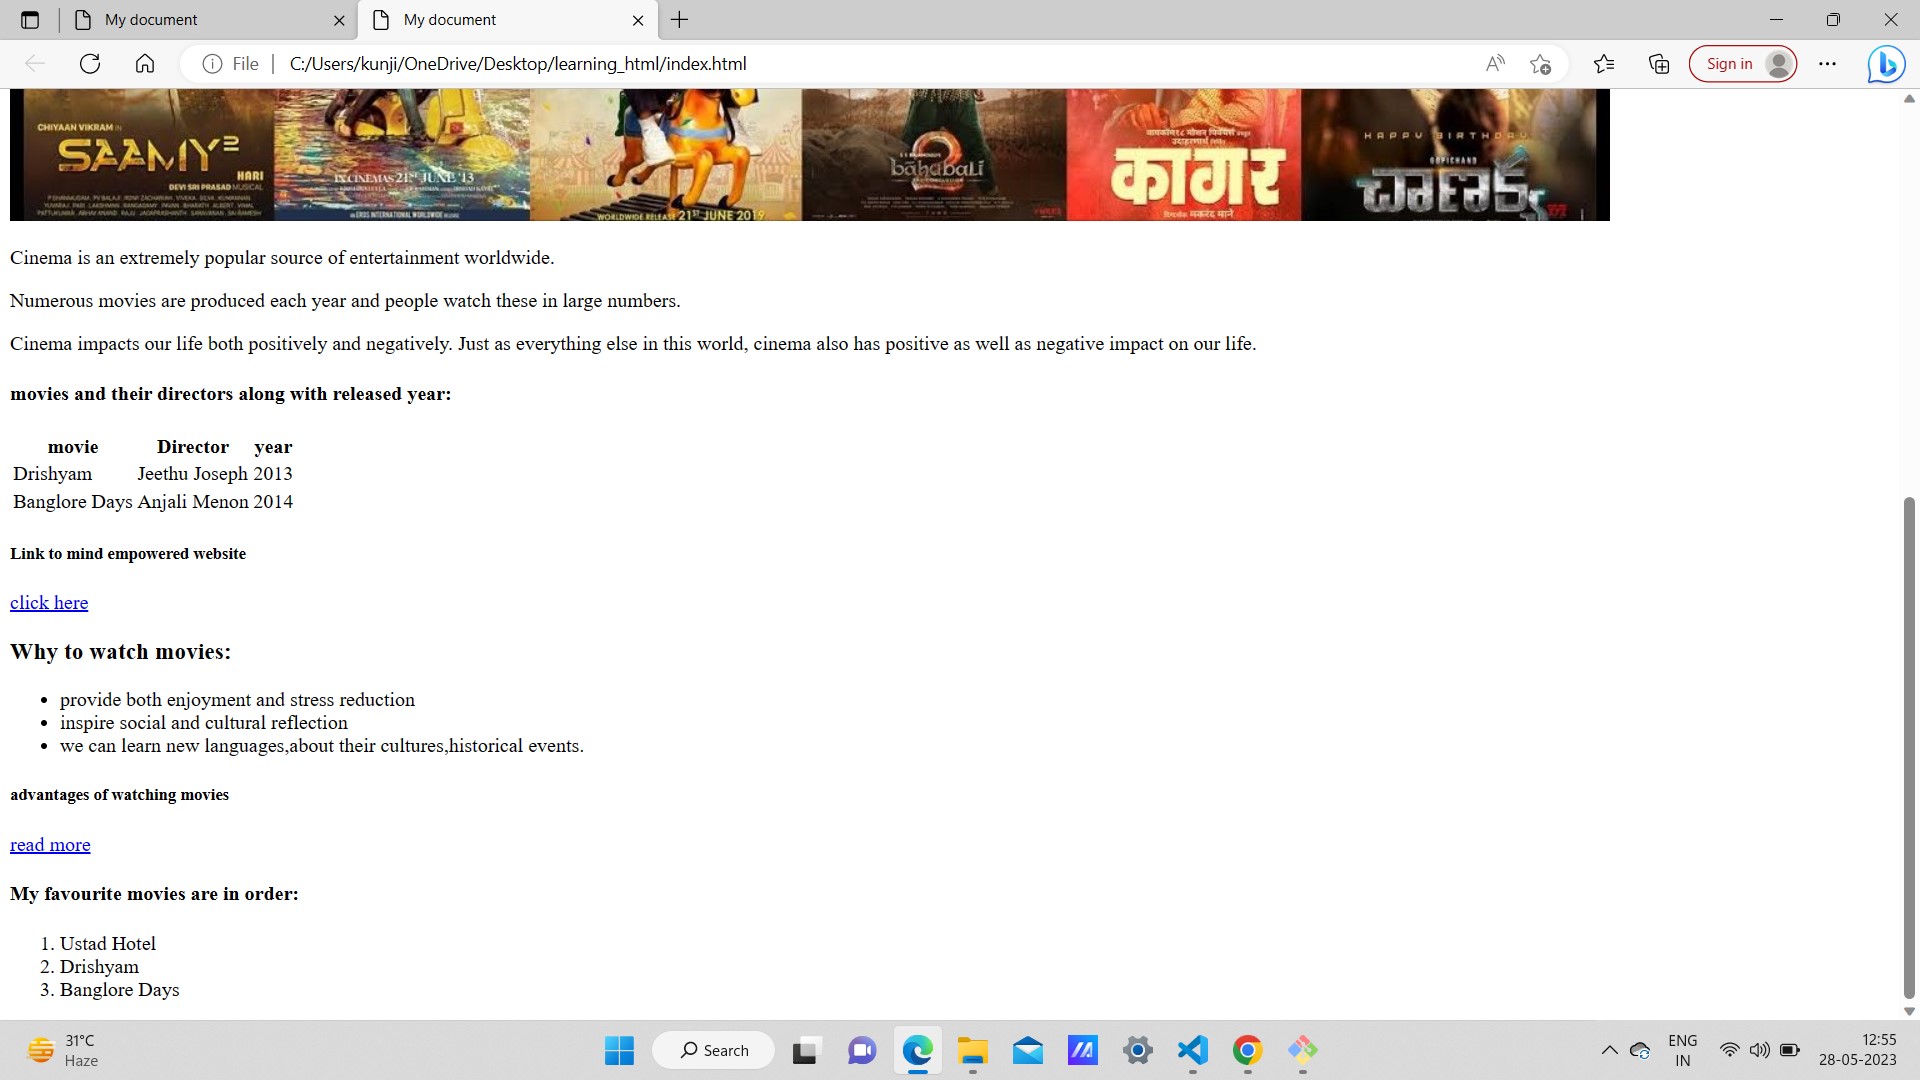 My document
My document
File
C:/Users/kunji/OneDrive/Desktop/learning_html/index.html
Sign in
CHIYAAN VIKRAM IN
SAAMY²
HARI
DEVI SRI PRASAD MUSICAL
IN CINEMAS 21ST JUNE '13
WORLDWIDE RELEASE 21ST JUNE 2019
2
bāhubali
कागर
HAPPY BIRTHDAY
GOPICHAND
చాణక్య
Cinema is an extremely popular source of entertainment worldwide.
Numerous movies are produced each year and people watch these in large numbers.
Cinema impacts our life both positively and negatively. Just as everything else in this world, cinema also has positive as well as negative impact on our life.
movies and their directors along with released year:
movie Director year
Drishyam Jeethu Joseph 2013
Banglore Days Anjali Menon 2014
Link to mind empowered website
click here
Why to watch movies:
• provide both enjoyment and stress reduction
• inspire social and cultural reflection
• we can learn new languages,about their cultures,historical events.
advantages of watching movies
read more
My favourite movies are in order:
1. Ustad Hotel
2. Drishyam
3. Banglore Days
31°C
Haze
Search
ENG
IN
12:55
28-05-2023